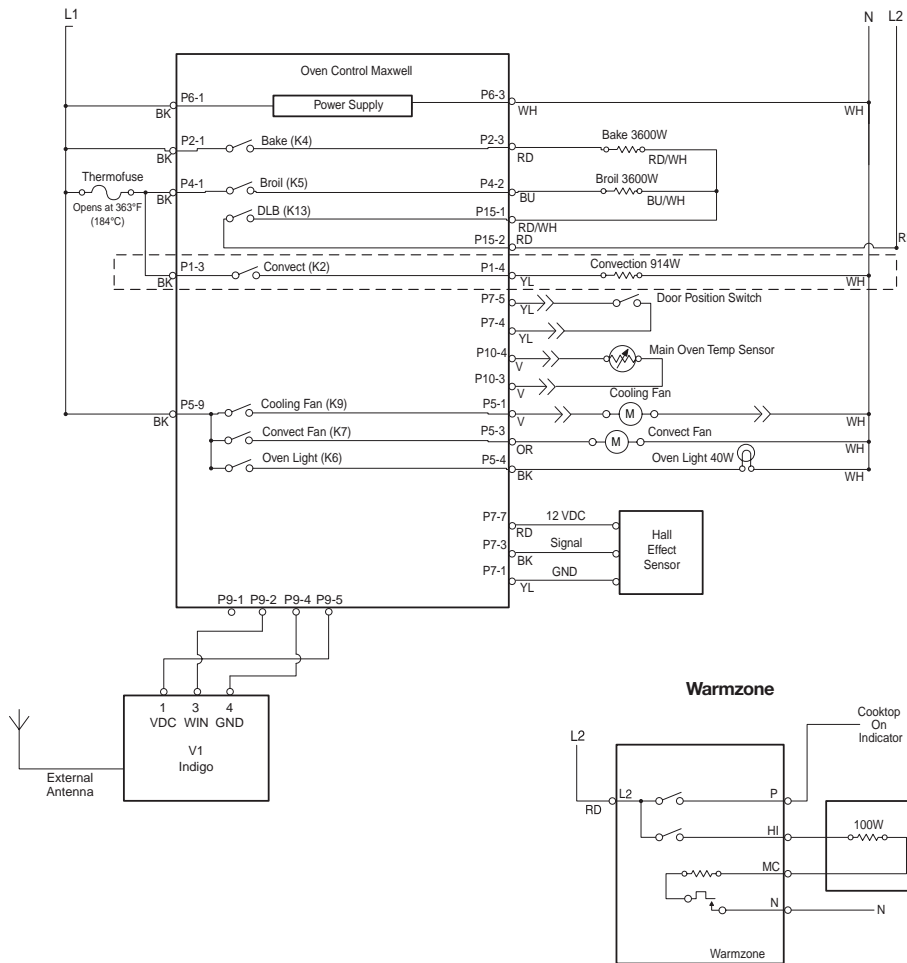 L1
N
L2
Oven Control Maxwell
P6-1
Power Supply
P6-3
BK
WH
WH
P2-1
Bake (K4)
P2-3
Bake 3600W
BK
RD
RD/WH
Thermofuse
Opens at 363°F
(184°C)
P4-1
Broil (K5)
P4-2
Broil 3600W
BK
BU
BU/WH
DLB (K13)
P15-1
RD/WH
P15-2
RD
R
P1-3
Convect (K2)
P1-4
Convection 914W
BK
YL
WH
P7-5
YL
Door Position Switch
P7-4
YL
P10-4
V
Main Oven Temp Sensor
P10-3
V
Cooling Fan
P5-9
Cooling Fan (K9)
P5-1
M
BK
V
WH
Convect Fan (K7)
P5-3
M
Convect Fan
OR
WH
Oven Light (K6)
P5-4
Oven Light 40W
BK
WH
P7-7
12 VDC
RD
P7-3
Signal
BK
P7-1
GND
YL
Hall
Effect
Sensor
P9-1 P9-2 P9-4 P9-5
1 3 4
VDC WIN GND
V1
Indigo
External
Antenna
Warmzone
Cooktop
On
Indicator
L2
L2
P
RD
HI
100W
MC
N
N
Warmzone